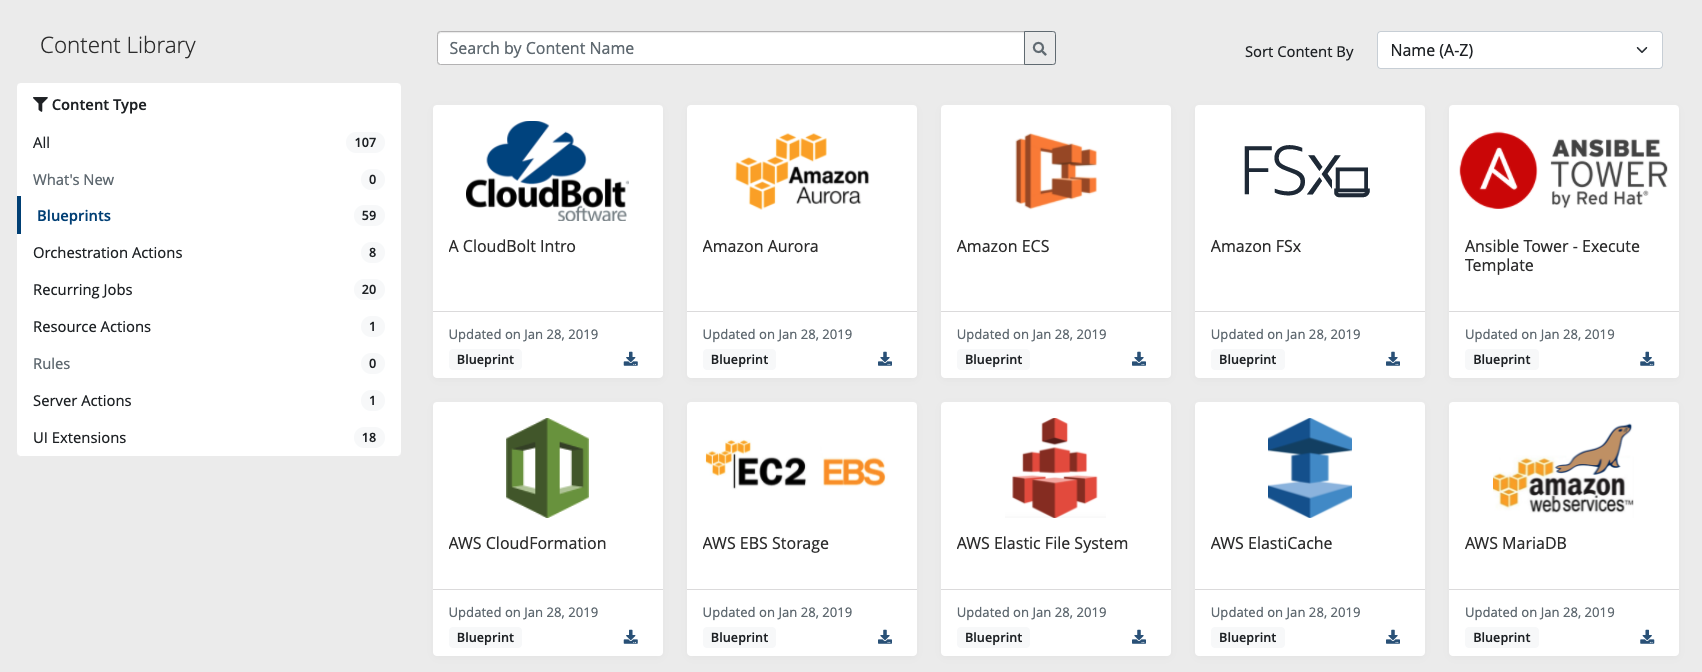 Content Library
Search by Content Name
Sort Content By
Name (A-Z)
Content Type
All 107
What's New 0
Blueprints 59
Orchestration Actions 8
Recurring Jobs 20
Resource Actions 1
Rules 0
Server Actions 1
UI Extensions 18
CloudBolt
software
A CloudBolt Intro
Updated on Jan 28, 2019
Blueprint
Amazon
Aurora
Amazon Aurora
Updated on Jan 28, 2019
Blueprint
Amazon ECS
Updated on Jan 28, 2019
Blueprint
FSx
Amazon FSx
Updated on Jan 28, 2019
Blueprint
A
ANSIBLE
TOWER
by Red Hat®
Ansible Tower - Execute
Template
Updated on Jan 28, 2019
Blueprint
AWS CloudFormation
Updated on Jan 28, 2019
Blueprint
EC2 EBS
AWS EBS Storage
Updated on Jan 28, 2019
Blueprint
AWS Elastic File System
Updated on Jan 28, 2019
Blueprint
AWS ElastiCache
Updated on Jan 28, 2019
Blueprint
amazon
web services™
AWS MariaDB
Updated on Jan 28, 2019
Blueprint